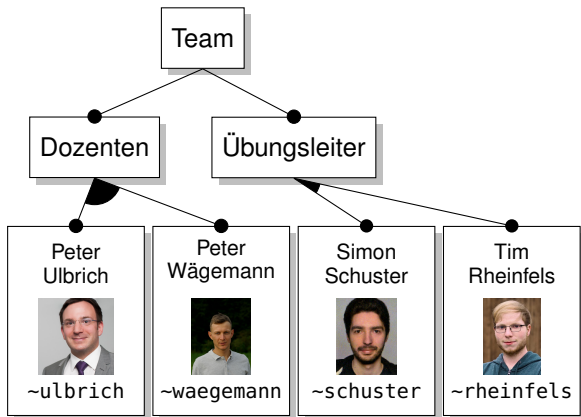 Team
Dozenten
Übungsleiter
Peter
Ulbrich
Peter
Wägemann
Simon
Schuster
Tim
Rheinfels
~ulbrich
~waegemann
~schuster
~rheinfels